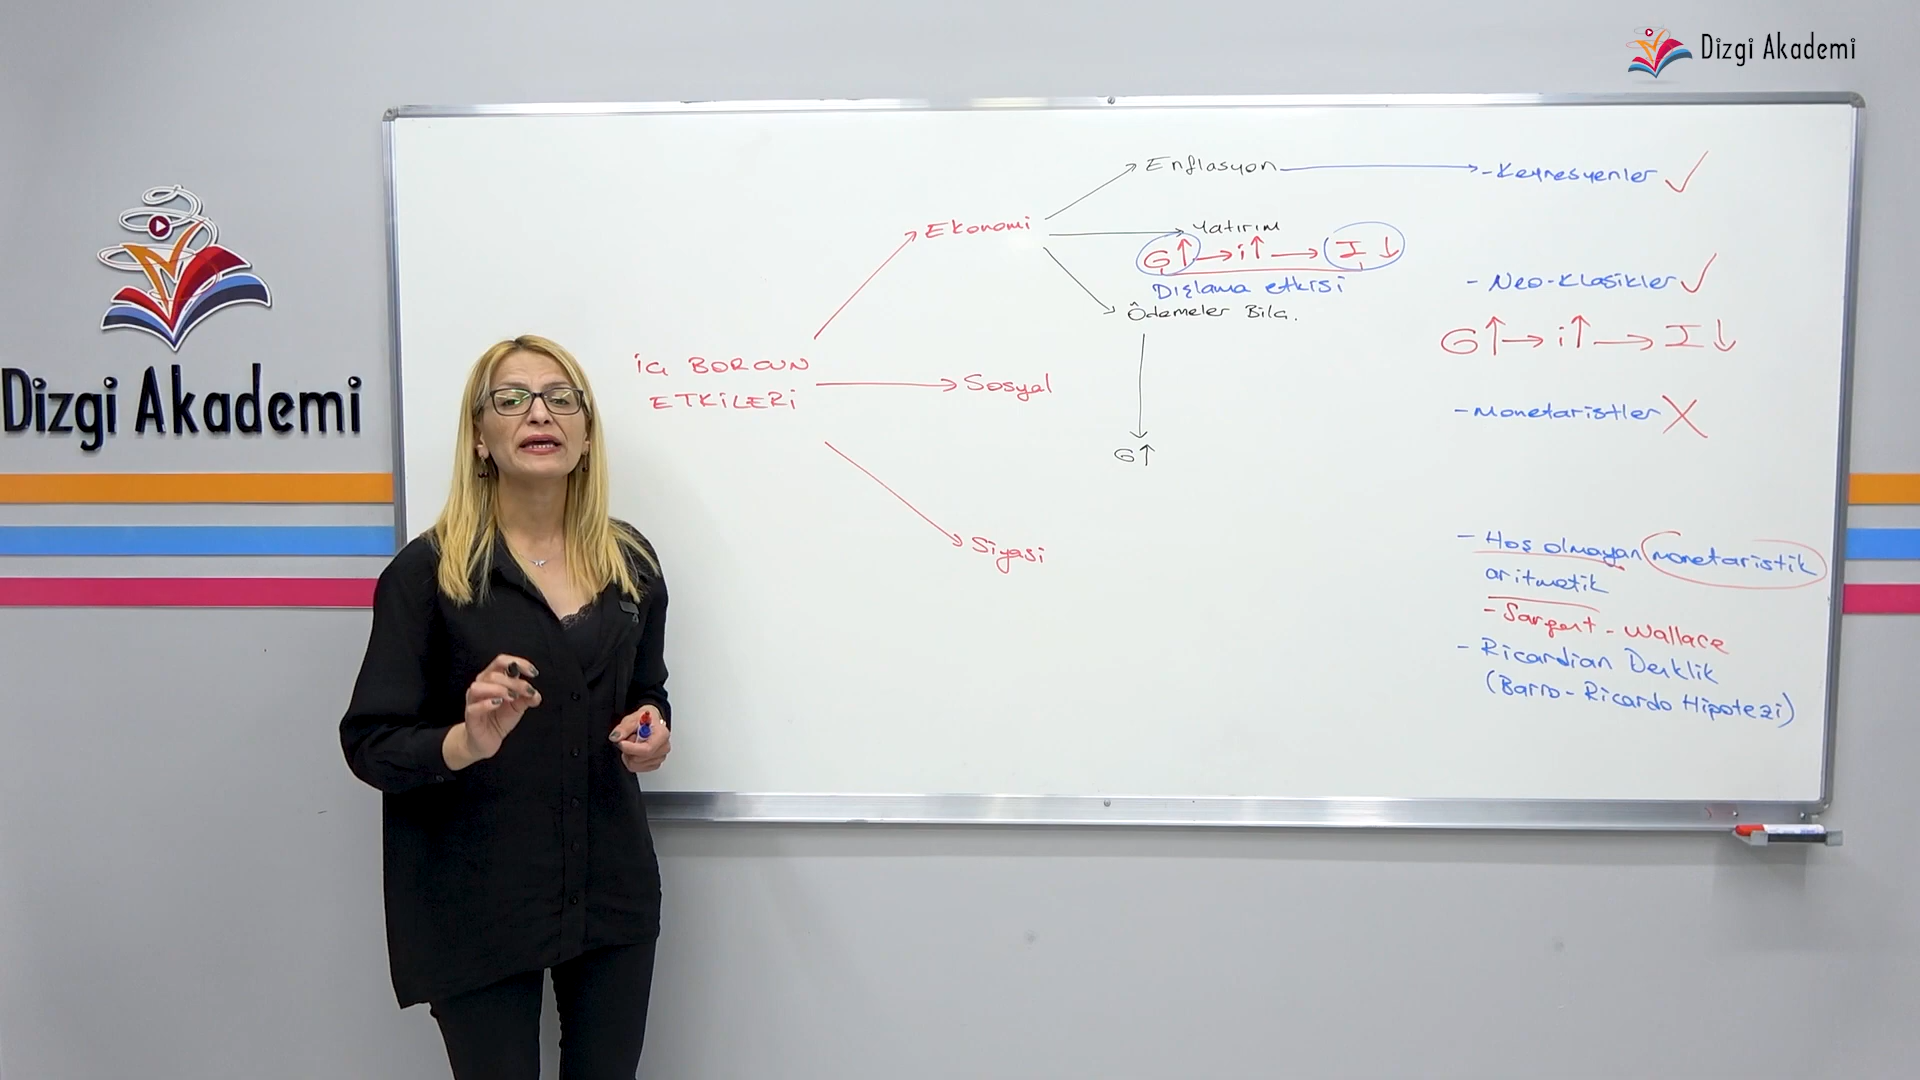 Dizgi Akademi
Dizgi Akademi
İÇ BORCUN
ETKİLERİ
Ekonomi
Sosyal
Siyasi
Enflasyon
Yatırım
G↑ → i↑ → I↓
Dışlama etkisi
Ödemeler Bila.
G↑
- Keynesyenler ✓
- Neo-Klasikler ✓
G↑ → i↑ → I↓
- Monetaristler X
- Hoş olmayan monetaristik
aritmetik
- Sargent - Wallace
- Ricardian Denklik
(Barro - Ricardo Hipotezi)